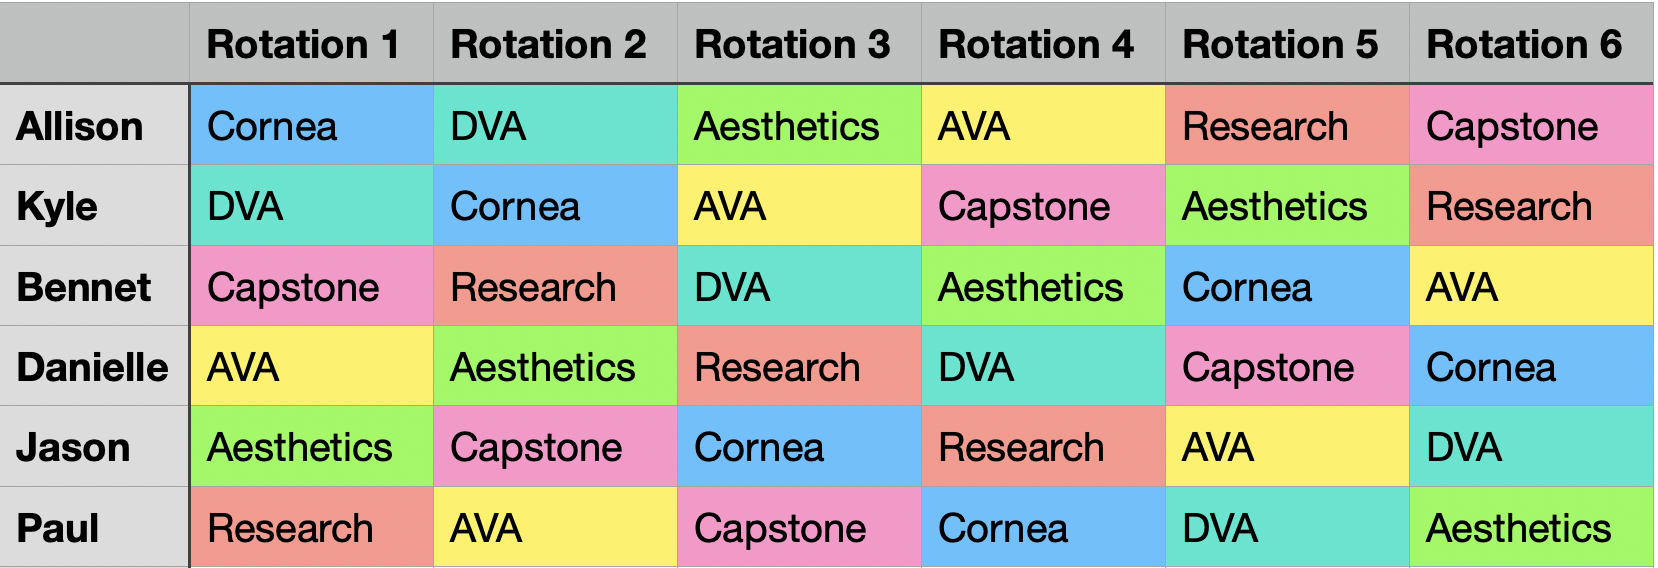 Rotation 1 Rotation 2 Rotation 3 Rotation 4 Rotation 5 Rotation 6
Allison Cornea DVA Aesthetics AVA Research Capstone
Kyle DVA Cornea AVA Capstone Aesthetics Research
Bennet Capstone Research DVA Aesthetics Cornea AVA
Danielle AVA Aesthetics Research DVA Capstone Cornea
Jason Aesthetics Capstone Cornea Research AVA DVA
Paul Research AVA Capstone Cornea DVA Aesthetics